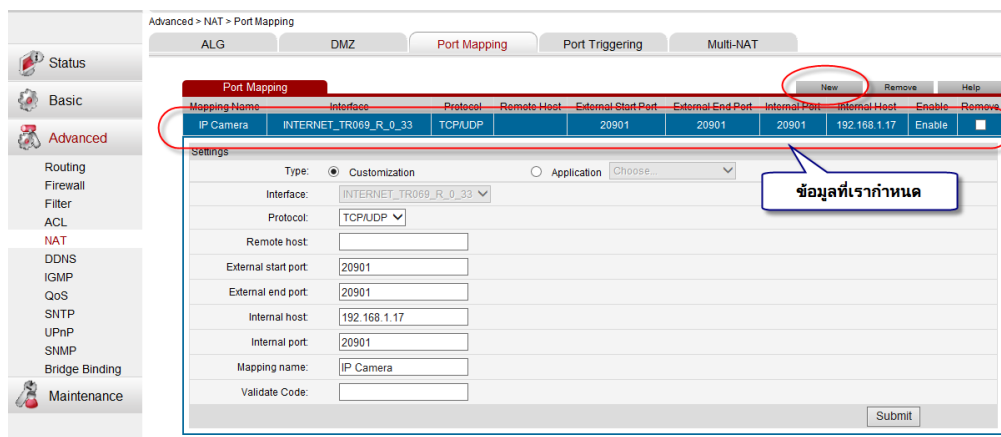 Advanced > NAT > Port Mapping
ALG DMZ Port Mapping Port Triggering Multi-NAT
Status
Basic
Advanced
Routing
Firewall
Filter
ACL
NAT
DDNS
IGMP
QoS
SNTP
UPnP
SNMP
Bridge Binding
Maintenance
Port Mapping New Remove Help
Mapping Name Interface Protocol Remote Host External Start Port External End Port Internal Port Internal Host Enable Remove
IP Camera INTERNET_TR069_R_0_33 TCP/UDP 20901 20901 20901 192.168.1.17 Enable
Settings
Type: Customization Application Choose...
Interface: INTERNET_TR069_R_0_33
Protocol: TCP/UDP
Remote host:
External start port: 20901
External end port: 20901
Internal host: 192.168.1.17
Internal port: 20901
Mapping name: IP Camera
Validate Code:
Submit
ข้อมูลที่เรากำหนด